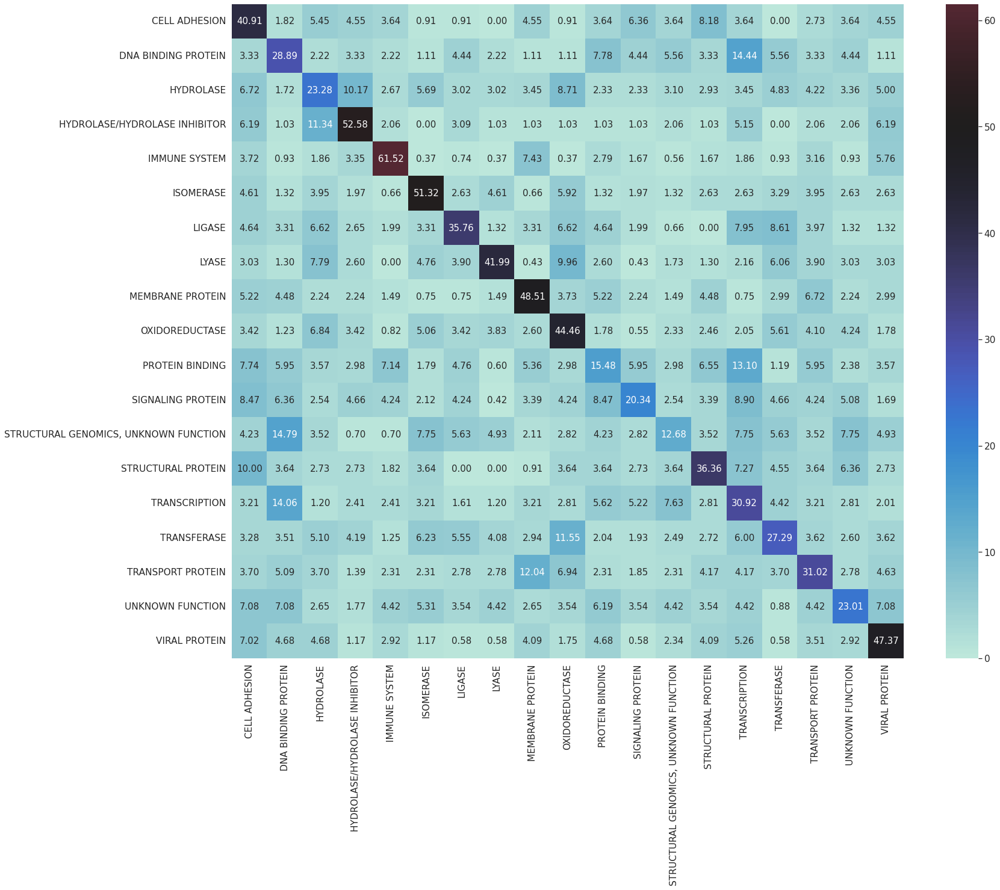 CELL ADHESION 40.91 1.82 5.45 4.55 3.64 0.91 0.91 0.00 4.55 0.91 3.64 6.36 3.64 8.18 3.64 0.00 2.73 3.64 4.55
DNA BINDING PROTEIN 3.33 28.89 2.22 3.33 2.22 1.11 4.44 2.22 1.11 1.11 7.78 4.44 5.56 3.33 14.44 5.56 3.33 4.44 1.11
HYDROLASE 6.72 1.72 23.28 10.17 2.67 5.69 3.02 3.02 3.45 8.71 2.33 2.33 3.10 2.93 3.45 4.83 4.22 3.36 5.00
HYDROLASE/HYDROLASE INHIBITOR 6.19 1.03 11.34 52.58 2.06 0.00 3.09 1.03 1.03 1.03 1.03 1.03 2.06 1.03 5.15 0.00 2.06 2.06 6.19
IMMUNE SYSTEM 3.72 0.93 1.86 3.35 61.52 0.37 0.74 0.37 7.43 0.37 2.79 1.67 0.56 1.67 1.86 0.93 3.16 0.93 5.76
ISOMERASE 4.61 1.32 3.95 1.97 0.66 51.32 2.63 4.61 0.66 5.92 1.32 1.97 1.32 2.63 2.63 3.29 3.95 2.63 2.63
LIGASE 4.64 3.31 6.62 2.65 1.99 3.31 35.76 1.32 3.31 6.62 4.64 1.99 0.66 0.00 7.95 8.61 3.97 1.32 1.32
LYASE 3.03 1.30 7.79 2.60 0.00 4.76 3.90 41.99 0.43 9.96 2.60 0.43 1.73 1.30 2.16 6.06 3.90 3.03 3.03
MEMBRANE PROTEIN 5.22 4.48 2.24 2.24 1.49 0.75 0.75 1.49 48.51 3.73 5.22 2.24 1.49 4.48 0.75 2.99 6.72 2.24 2.99
OXIDOREDUCTASE 3.42 1.23 6.84 3.42 0.82 5.06 3.42 3.83 2.60 44.46 1.78 0.55 2.33 2.46 2.05 5.61 4.10 4.24 1.78
PROTEIN BINDING 7.74 5.95 3.57 2.98 7.14 1.79 4.76 0.60 5.36 2.98 15.48 5.95 2.98 6.55 13.10 1.19 5.95 2.38 3.57
SIGNALING PROTEIN 8.47 6.36 2.54 4.66 4.24 2.12 4.24 0.42 3.39 4.24 8.47 20.34 2.54 3.39 8.90 4.66 4.24 5.08 1.69
STRUCTURAL GENOMICS, UNKNOWN FUNCTION 4.23 14.79 3.52 0.70 0.70 7.75 5.63 4.93 2.11 2.82 4.23 2.82 12.68 3.52 7.75 5.63 3.52 7.75 4.93
STRUCTURAL PROTEIN 10.00 3.64 2.73 2.73 1.82 3.64 0.00 0.00 0.91 3.64 3.64 2.73 3.64 36.36 7.27 4.55 3.64 6.36 2.73
TRANSCRIPTION 3.21 14.06 1.20 2.41 2.41 3.21 1.61 1.20 3.21 2.81 5.62 5.22 7.63 2.81 30.92 4.42 3.21 2.81 2.01
TRANSFERASE 3.28 3.51 5.10 4.19 1.25 6.23 5.55 4.08 2.94 11.55 2.04 1.93 2.49 2.72 6.00 27.29 3.62 2.60 3.62
TRANSPORT PROTEIN 3.70 5.09 3.70 1.39 2.31 2.31 2.78 2.78 12.04 6.94 2.31 1.85 2.31 4.17 4.17 3.70 31.02 2.78 4.63
UNKNOWN FUNCTION 7.08 7.08 2.65 1.77 4.42 5.31 3.54 4.42 2.65 3.54 6.19 3.54 4.42 3.54 4.42 0.88 4.42 23.01 7.08
VIRAL PROTEIN 7.02 4.68 4.68 1.17 2.92 1.17 0.58 0.58 4.09 1.75 4.68 0.58 2.34 4.09 5.26 0.58 3.51 2.92 47.37
CELL ADHESION
DNA BINDING PROTEIN
HYDROLASE
HYDROLASE/HYDROLASE INHIBITOR
IMMUNE SYSTEM
ISOMERASE
LIGASE
LYASE
MEMBRANE PROTEIN
OXIDOREDUCTASE
PROTEIN BINDING
SIGNALING PROTEIN
STRUCTURAL GENOMICS, UNKNOWN FUNCTION
STRUCTURAL PROTEIN
TRANSCRIPTION
TRANSFERASE
TRANSPORT PROTEIN
UNKNOWN FUNCTION
VIRAL PROTEIN
60
50
40
30
20
10
0